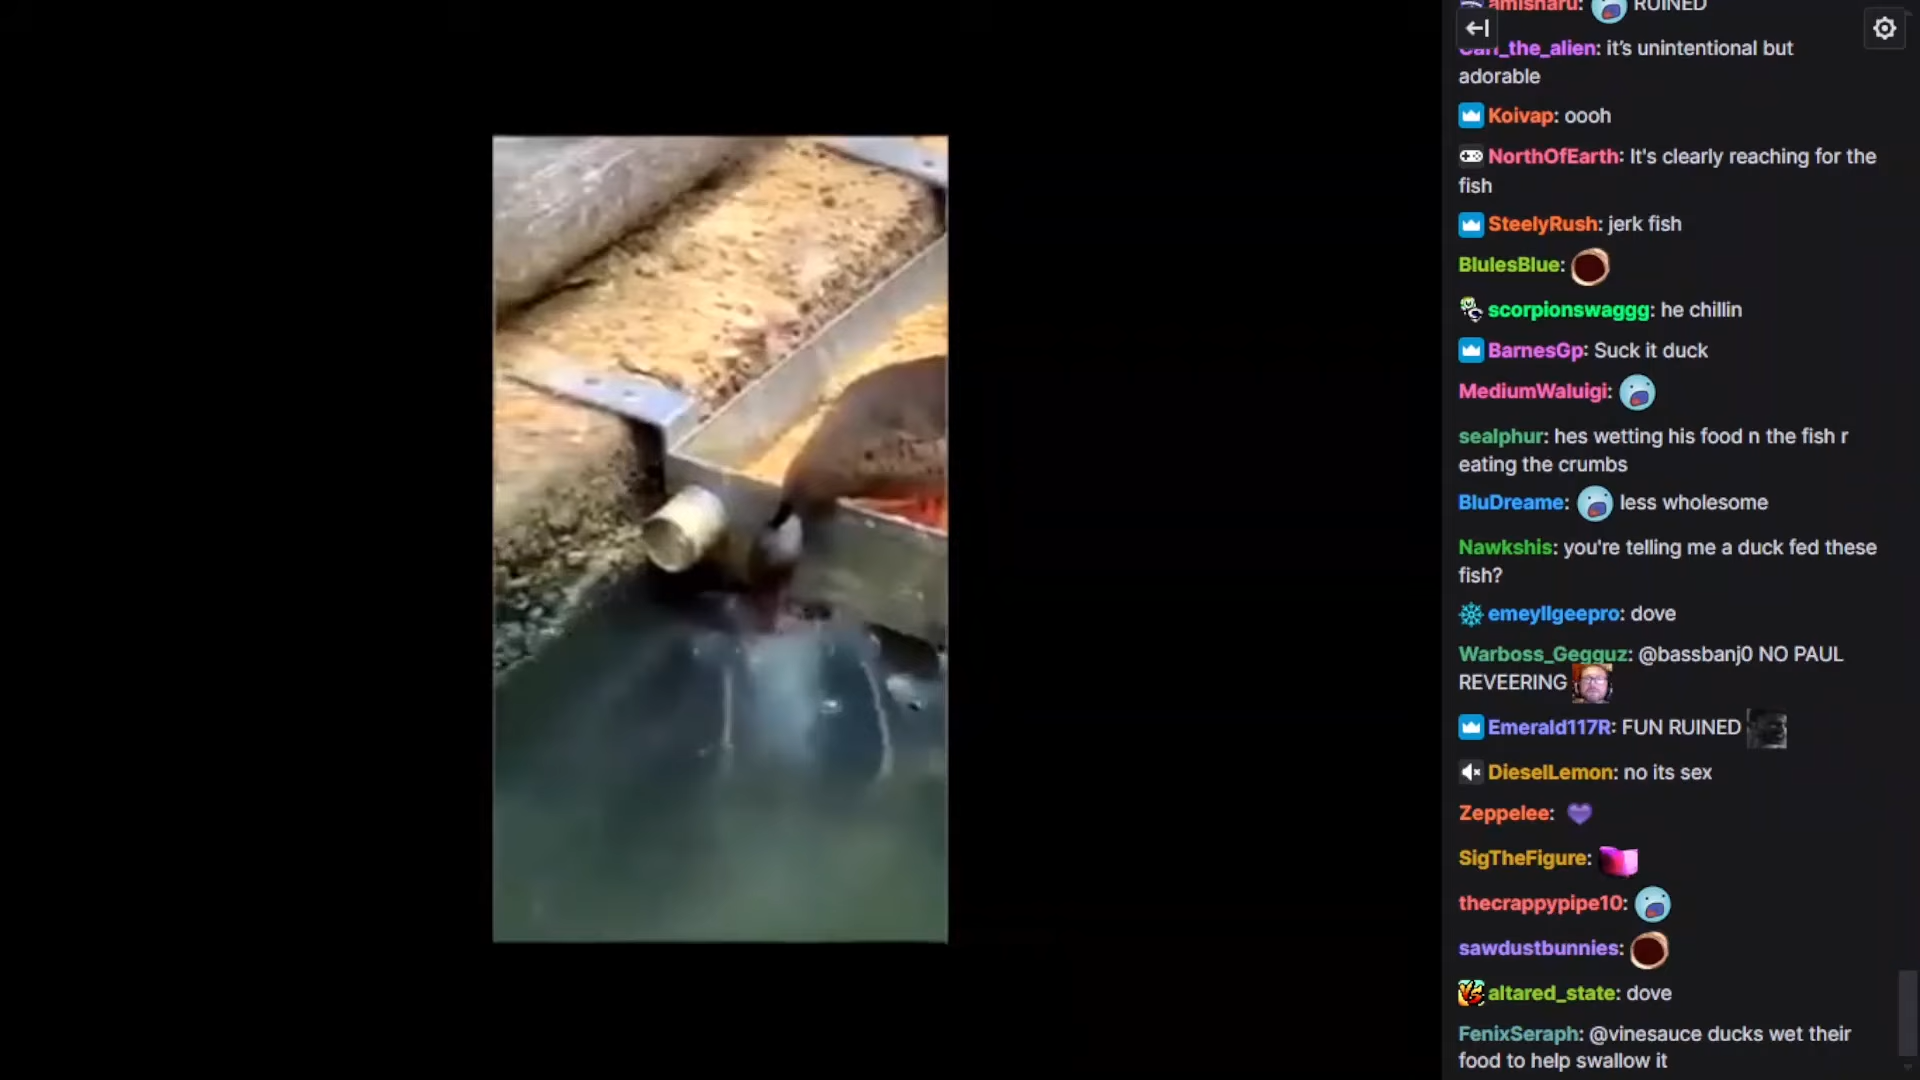 amisharu: RUINED
Carl_the_alien: it's unintentional but
adorable
Koivap: oooh
NorthOfEarth: It's clearly reaching for the
fish
SteelyRush: jerk fish
BlulesBlue:
scorpionswaggg: he chillin
BarnesGp: Suck it duck
MediumWaluigi:
sealphur: hes wetting his food n the fish r
eating the crumbs
BluDreame: less wholesome
Nawkshis: you're telling me a duck fed these
fish?
emeyllgeepro: dove
Warboss_Gegguz: @bassbanj0 NO PAUL
REVEERING
Emerald117R: FUN RUINED
DieselLemon: no its sex
Zeppelee:
SigTheFigure:
thecrappypipe10:
sawdustbunnies:
altared_state: dove
FenixSeraph: @vinesauce ducks wet their
food to help swallow it